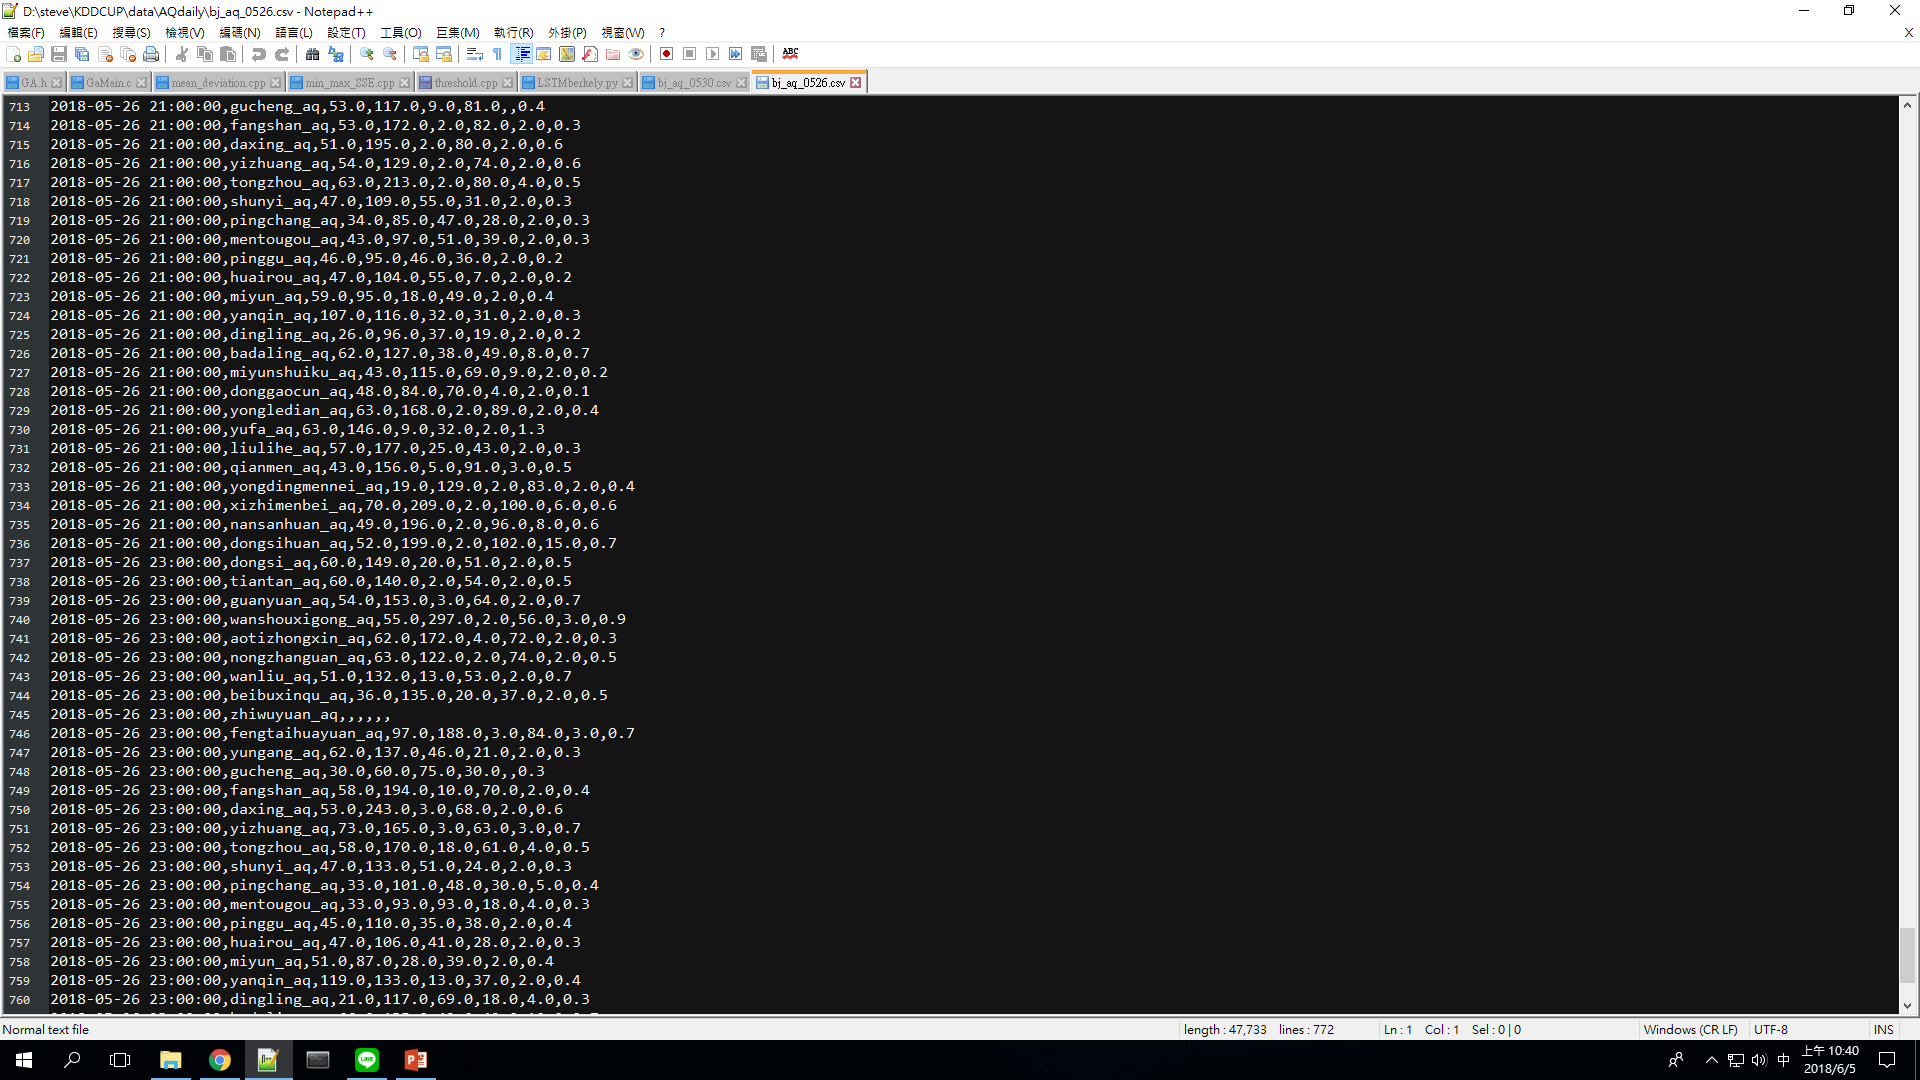 D:\steve\KDDCUP\data\AQdaily\bj_aq_0526.csv - Notepad++
檔案(F) 編輯(E) 搜尋(S) 檢視(V) 編碼(N) 語言(L) 設定(T) 工具(O) 巨集(M) 執行(R) 外掛(P) 視窗(W) ? X
ABC
GA.h GaMain.c mean_deviation.cpp min_max_SSE.cpp threshold.cpp LSTMberkely.py bj_aq_0530.csv bj_aq_0526.csv
713 2018-05-26 21:00:00,gucheng_aq,53.0,117.0,9.0,81.0,,0.4
714 2018-05-26 21:00:00,fangshan_aq,53.0,172.0,2.0,82.0,2.0,0.3
715 2018-05-26 21:00:00,daxing_aq,51.0,195.0,2.0,80.0,2.0,0.6
716 2018-05-26 21:00:00,yizhuang_aq,54.0,129.0,2.0,74.0,2.0,0.6
717 2018-05-26 21:00:00,tongzhou_aq,63.0,213.0,2.0,80.0,4.0,0.5
718 2018-05-26 21:00:00,shunyi_aq,47.0,109.0,55.0,31.0,2.0,0.3
719 2018-05-26 21:00:00,pingchang_aq,34.0,85.0,47.0,28.0,2.0,0.3
720 2018-05-26 21:00:00,mentougou_aq,43.0,97.0,51.0,39.0,2.0,0.3
721 2018-05-26 21:00:00,pinggu_aq,46.0,95.0,46.0,36.0,2.0,0.2
722 2018-05-26 21:00:00,huairou_aq,47.0,104.0,55.0,7.0,2.0,0.2
723 2018-05-26 21:00:00,miyun_aq,59.0,95.0,18.0,49.0,2.0,0.4
724 2018-05-26 21:00:00,yanqin_aq,107.0,116.0,32.0,31.0,2.0,0.3
725 2018-05-26 21:00:00,dingling_aq,26.0,96.0,37.0,19.0,2.0,0.2
726 2018-05-26 21:00:00,badaling_aq,62.0,127.0,38.0,49.0,8.0,0.7
727 2018-05-26 21:00:00,miyunshuiku_aq,43.0,115.0,69.0,9.0,2.0,0.2
728 2018-05-26 21:00:00,donggaocun_aq,48.0,84.0,70.0,4.0,2.0,0.1
729 2018-05-26 21:00:00,yongledian_aq,63.0,168.0,2.0,89.0,2.0,0.4
730 2018-05-26 21:00:00,yufa_aq,63.0,146.0,9.0,32.0,2.0,1.3
731 2018-05-26 21:00:00,liulihe_aq,57.0,177.0,25.0,43.0,2.0,0.3
732 2018-05-26 21:00:00,qianmen_aq,43.0,156.0,5.0,91.0,3.0,0.5
733 2018-05-26 21:00:00,yongdingmennei_aq,19.0,129.0,2.0,83.0,2.0,0.4
734 2018-05-26 21:00:00,xizhimenbei_aq,70.0,209.0,2.0,100.0,6.0,0.6
735 2018-05-26 21:00:00,nansanhuan_aq,49.0,196.0,2.0,96.0,8.0,0.6
736 2018-05-26 21:00:00,dongsihuan_aq,52.0,199.0,2.0,102.0,15.0,0.7
737 2018-05-26 23:00:00,dongsi_aq,60.0,149.0,20.0,51.0,2.0,0.5
738 2018-05-26 23:00:00,tiantan_aq,60.0,140.0,2.0,54.0,2.0,0.5
739 2018-05-26 23:00:00,guanyuan_aq,54.0,153.0,3.0,64.0,2.0,0.7
740 2018-05-26 23:00:00,wanshouxigong_aq,55.0,297.0,2.0,56.0,3.0,0.9
741 2018-05-26 23:00:00,aotizhongxin_aq,62.0,172.0,4.0,72.0,2.0,0.3
742 2018-05-26 23:00:00,nongzhanguan_aq,63.0,122.0,2.0,74.0,2.0,0.5
743 2018-05-26 23:00:00,wanliu_aq,51.0,132.0,13.0,53.0,2.0,0.7
744 2018-05-26 23:00:00,beibuxinqu_aq,36.0,135.0,20.0,37.0,2.0,0.5
745 2018-05-26 23:00:00,zhiwuyuan_aq,,,,,,
746 2018-05-26 23:00:00,fengtaihuayuan_aq,97.0,188.0,3.0,84.0,3.0,0.7
747 2018-05-26 23:00:00,yungang_aq,62.0,137.0,46.0,21.0,2.0,0.3
748 2018-05-26 23:00:00,gucheng_aq,30.0,60.0,75.0,30.0,,0.3
749 2018-05-26 23:00:00,fangshan_aq,58.0,194.0,10.0,70.0,2.0,0.4
750 2018-05-26 23:00:00,daxing_aq,53.0,243.0,3.0,68.0,2.0,0.6
751 2018-05-26 23:00:00,yizhuang_aq,73.0,165.0,3.0,63.0,3.0,0.7
752 2018-05-26 23:00:00,tongzhou_aq,58.0,170.0,18.0,61.0,4.0,0.5
753 2018-05-26 23:00:00,shunyi_aq,47.0,133.0,51.0,24.0,2.0,0.3
754 2018-05-26 23:00:00,pingchang_aq,33.0,101.0,48.0,30.0,5.0,0.4
755 2018-05-26 23:00:00,mentougou_aq,33.0,93.0,93.0,18.0,4.0,0.3
756 2018-05-26 23:00:00,pinggu_aq,45.0,110.0,35.0,38.0,2.0,0.4
757 2018-05-26 23:00:00,huairou_aq,47.0,106.0,41.0,28.0,2.0,0.3
758 2018-05-26 23:00:00,miyun_aq,51.0,87.0,28.0,39.0,2.0,0.4
759 2018-05-26 23:00:00,yanqin_aq,119.0,133.0,13.0,37.0,2.0,0.4
760 2018-05-26 23:00:00,dingling_aq,21.0,117.0,69.0,18.0,4.0,0.3
Normal text file length : 47,733 lines : 772 Ln : 1 Col : 1 Sel : 0 | 0 Windows (CR LF) UTF-8 INS
LINE
中
上午 10:40
2018/6/5